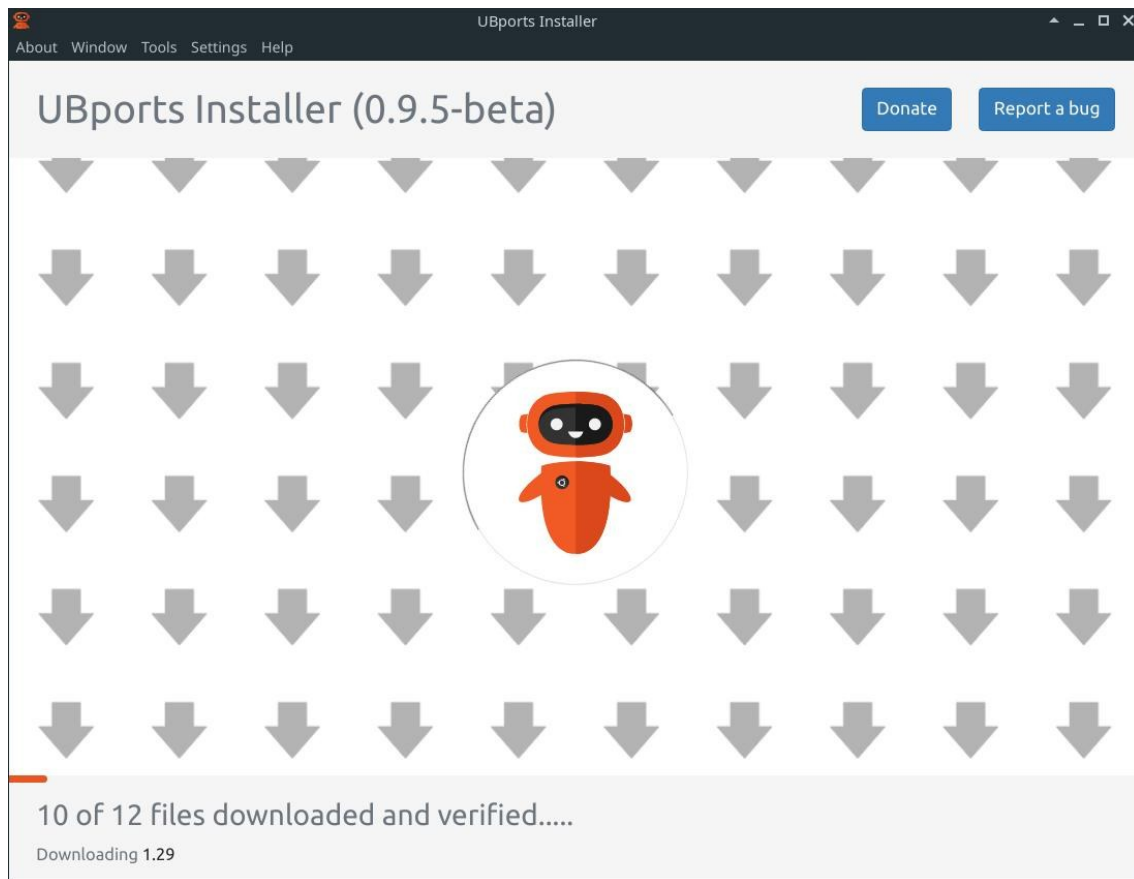 UBports Installer
About Window Tools Settings Help
UBports Installer (0.9.5-beta)
Donate
Report a bug
10 of 12 files downloaded and verified.....
Downloading 1.29